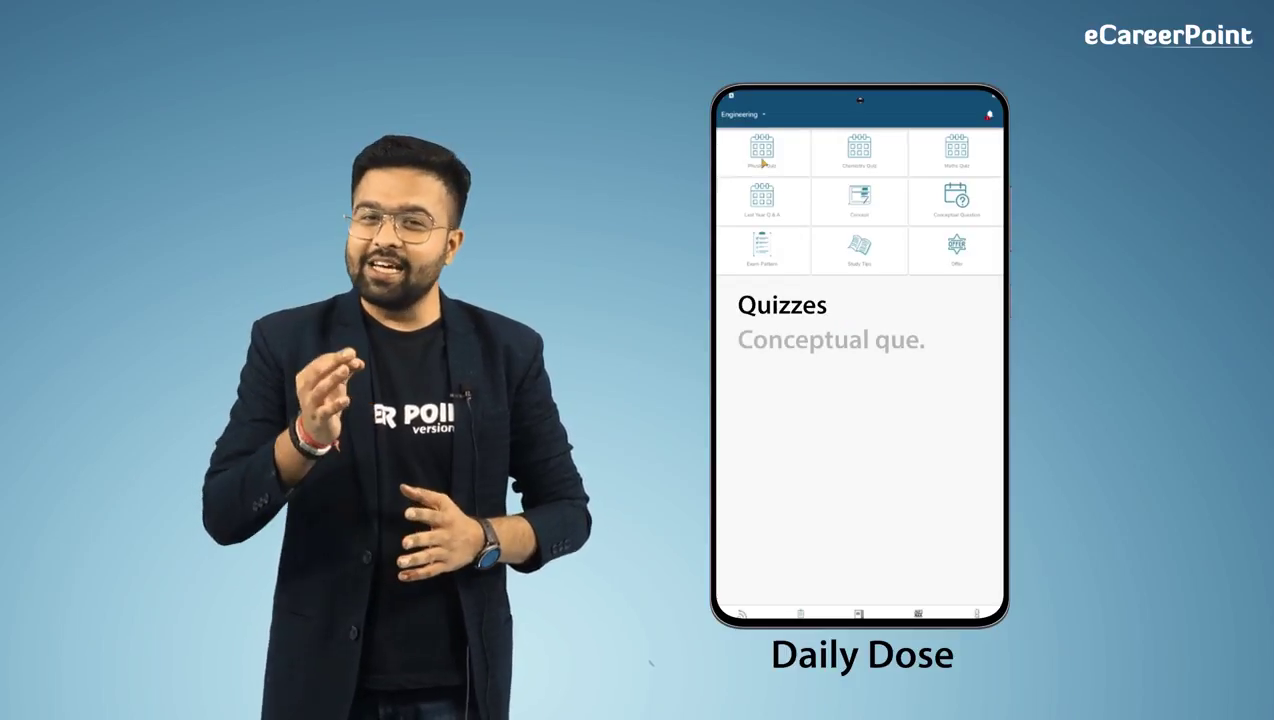 eCareerPoint
Engineering
Physics Quiz
Chemistry Quiz
Maths Quiz
Last Year Q & A
Concept
Conceptual Question
Exam Pattern
Study Tips
OFFER
Offer
Quizzes
Conceptual que.
ER POI
version
Daily Dose